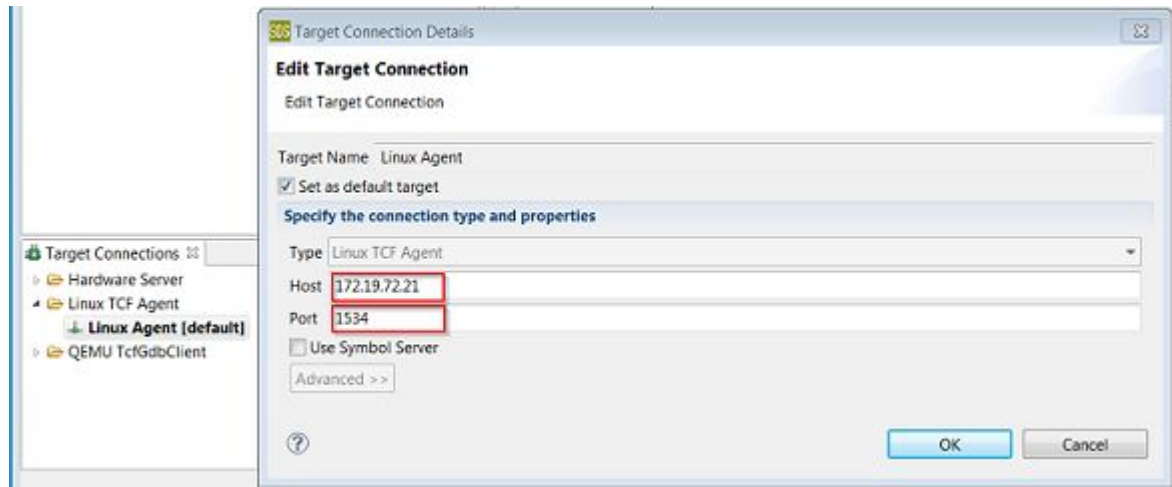 SDS Target Connection Details
Edit Target Connection
Edit Target Connection
Target Name Linux Agent
Set as default target
Specify the connection type and properties
Type Linux TCF Agent
Host 172.19.72.21
Port 1534
Use Symbol Server
Advanced >>
? OK Cancel
Target Connections
Hardware Server
Linux TCF Agent
Linux Agent [default]
QEMU TcfGdbClient